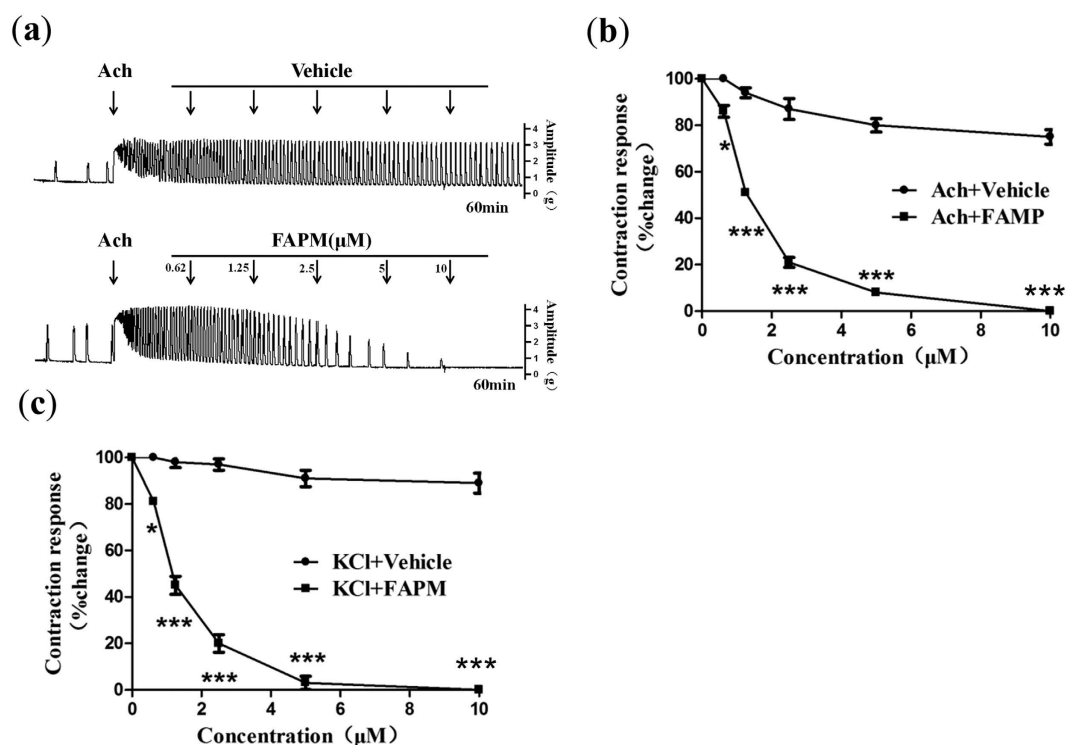 (a)
Ach Vehicle
4
3
2
1
0
Amplitude (g)
60min
Ach FAPM(μM)
0.62 1.25 2.5 5 10
4
3
2
1
0
Amplitude (g)
60min
(b)
100
80
60
40
20
0
Contraction response
(%change)
*
***
***
***
***
Ach+Vehicle
Ach+FAMP
0 2 4 6 8 10
Concentration (μM)
(c)
100
80
60
40
20
0
Contraction response
(%change)
*
***
***
***
***
KCl+Vehicle
KCl+FAPM
0 2 4 6 8 10
Concentration (μM)